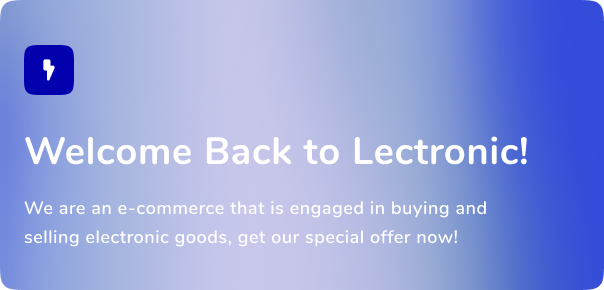 Welcome Back to Lectronic!
We are an e-commerce that is engaged in buying and
selling electronic goods, get our special offer now!